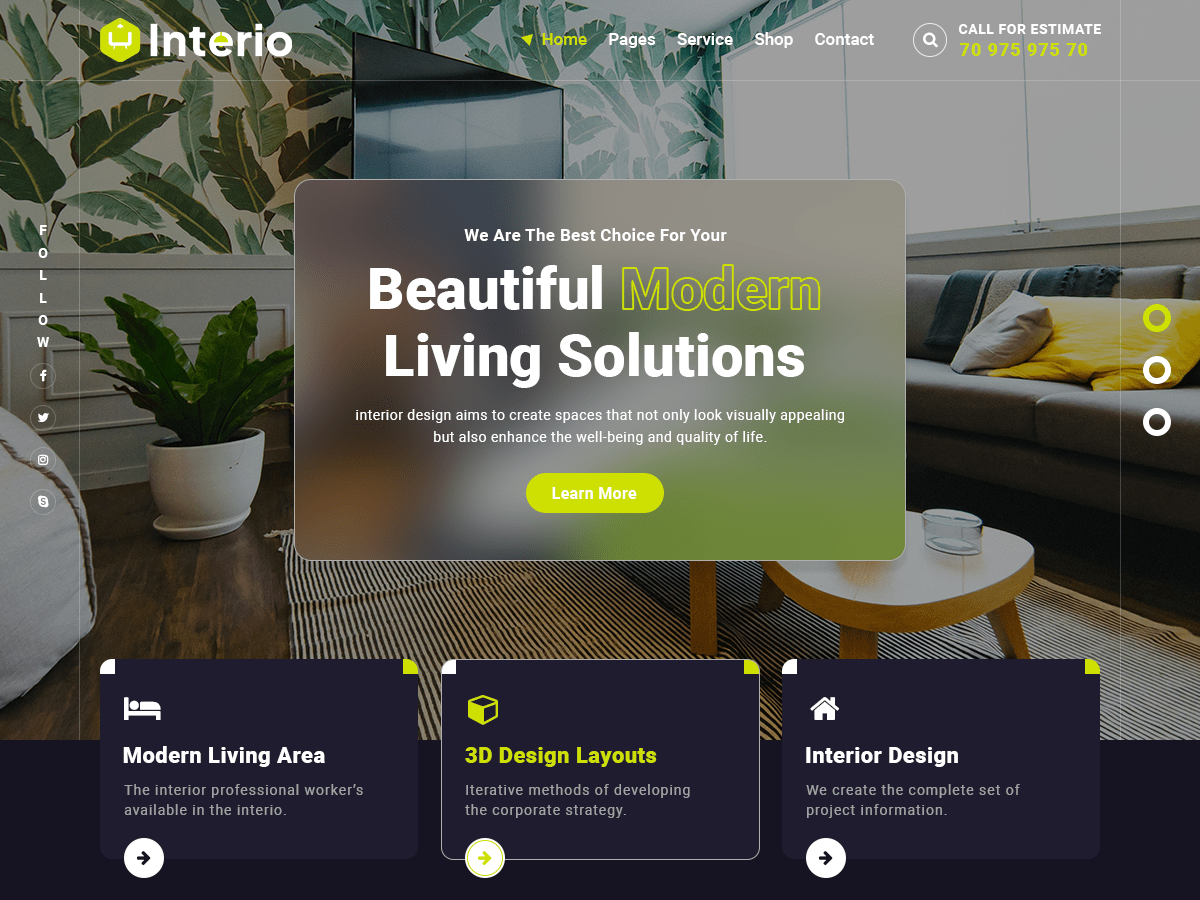 Interio
Home Pages Service Shop Contact
CALL FOR ESTIMATE
70 975 975 70
FOLLOW
We Are The Best Choice For Your
Beautiful Modern
Living Solutions
interior design aims to create spaces that not only look visually appealing
but also enhance the well-being and quality of life.
Learn More
Modern Living Area
The interior professional worker’s
available in the interio.
3D Design Layouts
Iterative methods of developing
the corporate strategy.
Interior Design
We create the complete set of
project information.